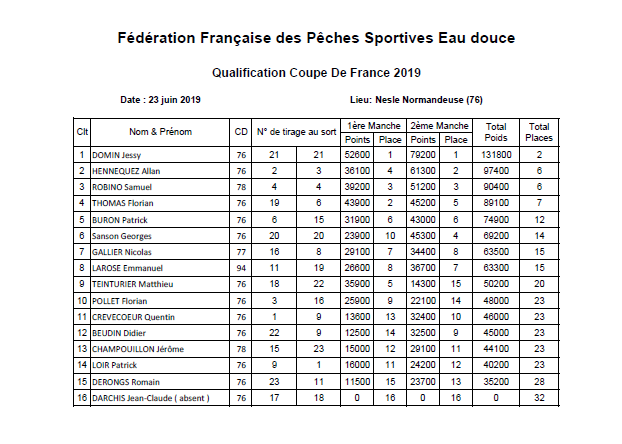 Fédération Française des Pêches Sportives Eau douce
Qualification Coupe De France 2019
Date : 23 juin 2019 Lieu: Nesle Normandeuse (76)
Clt Nom & Prénom CD N° de tirage au sort 1ère Manche 2ème Manche Total Poids Total Places
Points Place Points Place
1 DOMIN Jessy 76 21 21 52600 1 79200 1 131800 2
2 HENNEQUEZ Allan 76 2 3 36100 4 61300 2 97400 6
3 ROBINO Samuel 78 4 4 39200 3 51200 3 90400 6
4 THOMAS Florian 76 19 6 43900 2 45200 5 89100 7
5 BURON Patrick 76 6 15 31900 6 43000 6 74900 12
6 Sanson Georges 76 20 20 23900 10 45300 4 69200 14
7 GALLIER Nicolas 77 16 8 29100 7 34400 8 63500 15
8 LAROSE Emmanuel 94 11 19 26600 8 36700 7 63300 15
9 TEINTURIER Matthieu 76 18 22 35900 5 14300 15 50200 20
10 POLLET Florian 76 3 16 25900 9 22100 14 48000 23
11 CREVECOEUR Quentin 76 1 9 13600 13 32400 10 46000 23
12 BEUDIN Didier 76 22 9 12500 14 32500 9 45000 23
13 CHAMPOUILLON Jérôme 78 15 23 15000 12 29100 11 44100 23
14 LOIR Patrick 76 9 1 16000 11 24200 12 40200 23
15 DERONGS Romain 76 23 11 11500 15 23700 13 35200 28
16 DARCHIS Jean-Claude ( absent ) 76 17 18 0 16 0 16 0 32